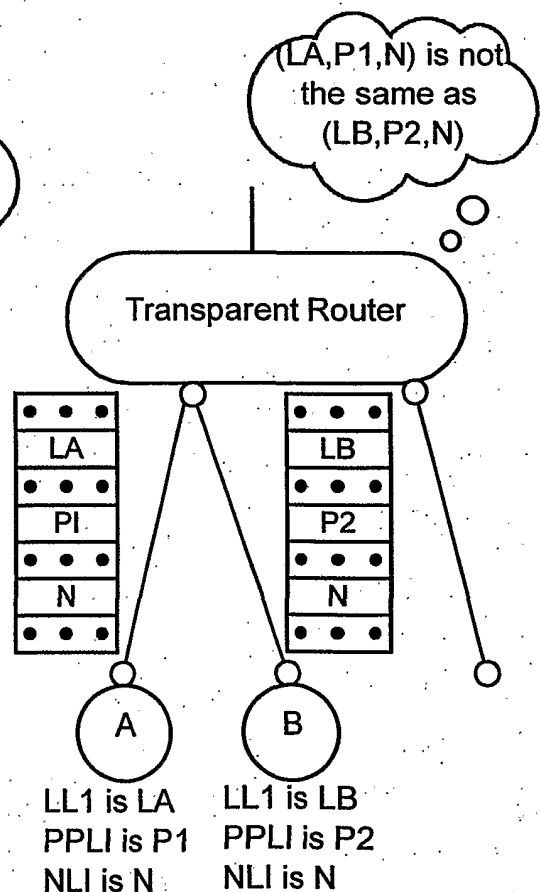 (LA,P1,N) is not
the same as
(LB,P2,N)
Transparent Router
LA
PI
N
LB
P2
N
A
B
LL1 is LA
PPLI is P1
NLI is N
LL1 is LB
PPLI is P2
NLI is N